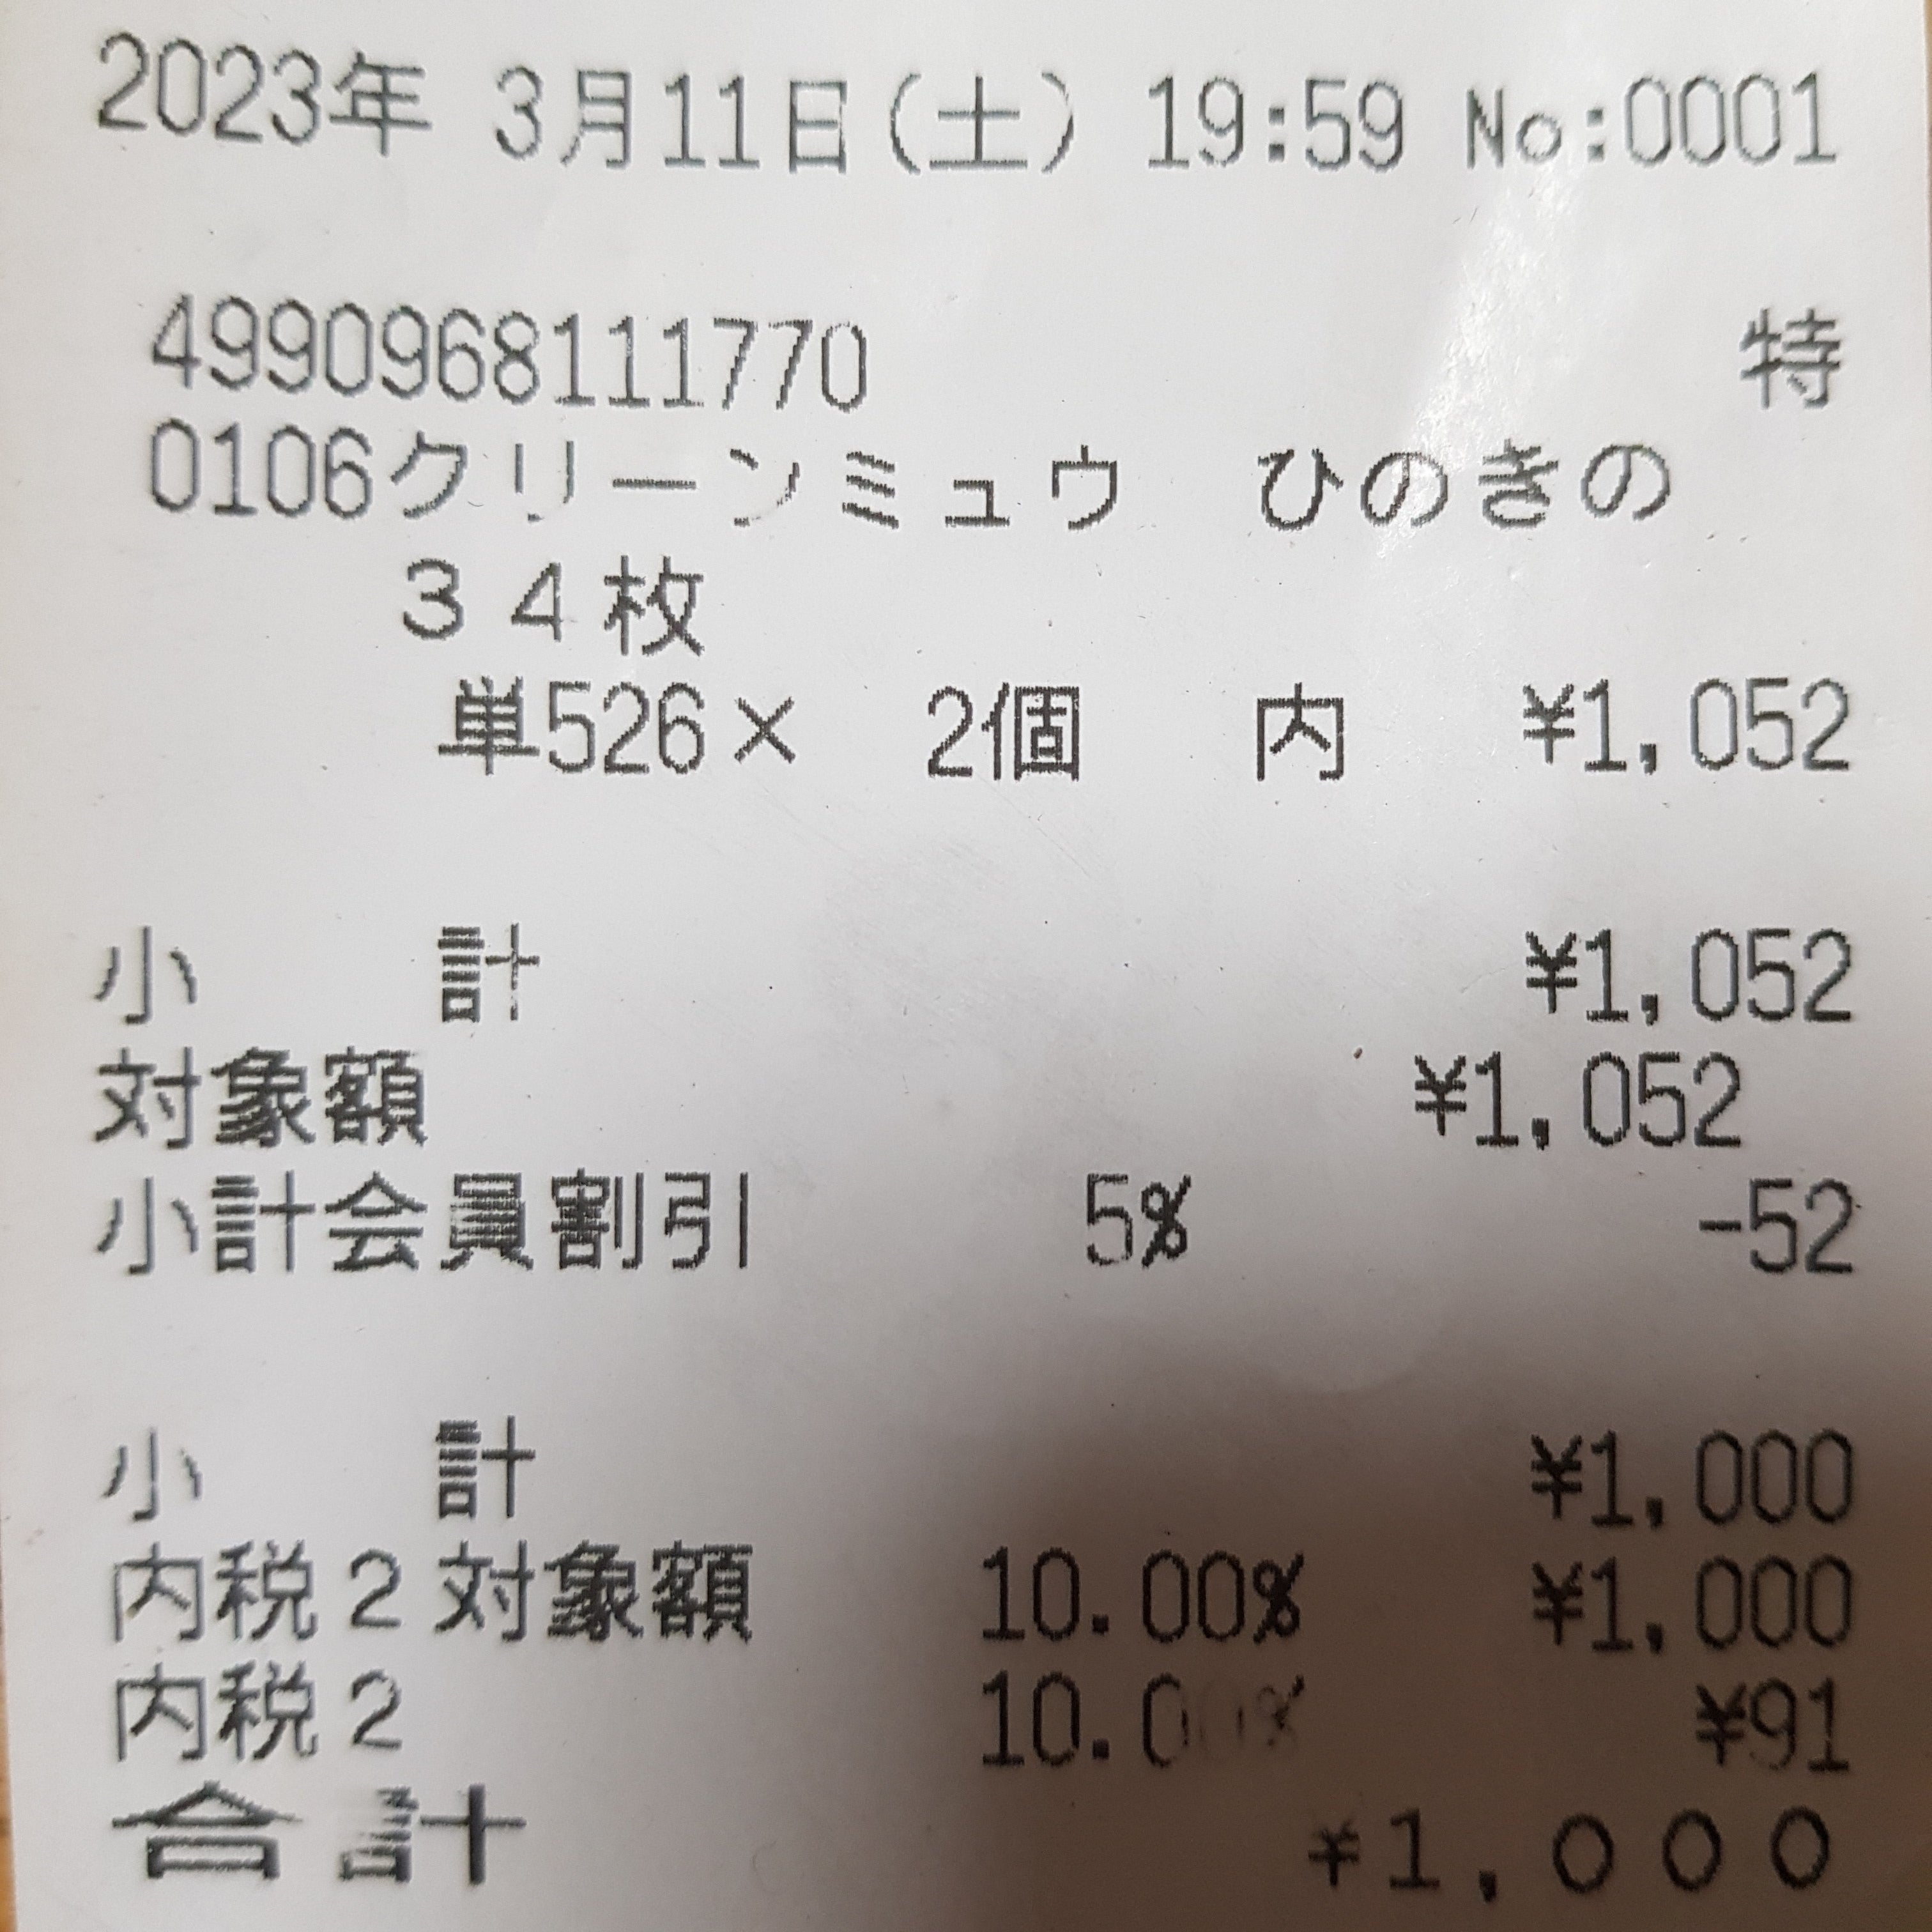 2023年 3月11日(土) 19:59 No:0001
4990968111770 特
0106クリーンミュウ ひのきの
34枚
単526× 2個 内 ¥1,052
小 計 ¥1,052
対象額 ¥1,052
小計会員割引 5% -52
小 計 ¥1,000
内税2対象額 10.00% ¥1,000
内税2 10.00% ¥91
合計 ¥1,000